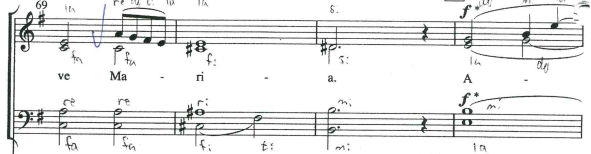 69
la re la ti la la si
f
fa fa fi si la
ve Ma - ri - a. A -
re re ri mi f * mi
fa fa fi ti mi la